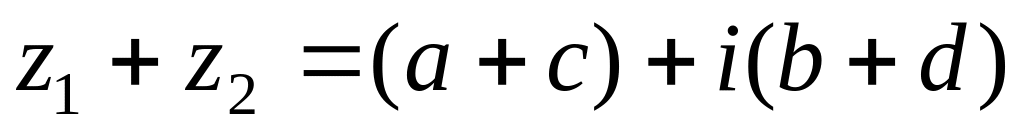 z₁ + z₂ = (a + c) + i(b + d)